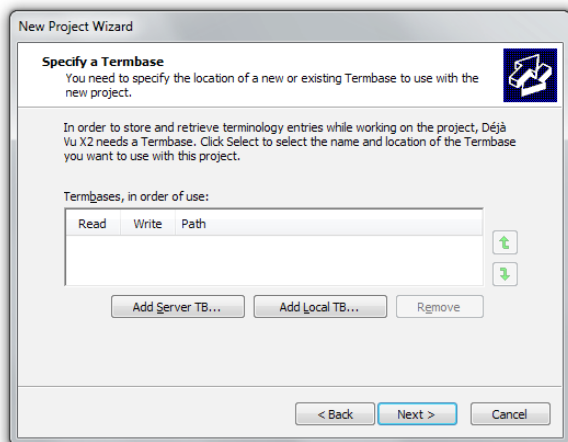 New Project Wizard
Specify a Termbase
You need to specify the location of a new or existing Termbase to use with the
new project.
In order to store and retrieve terminology entries while working on the project, Déjà
Vu X2 needs a Termbase. Click Select to select the name and location of the Termbase
you want to use with this project.
Termbases, in order of use:
Read Write Path
Add Server TB... Add Local TB... Remove
< Back Next > Cancel